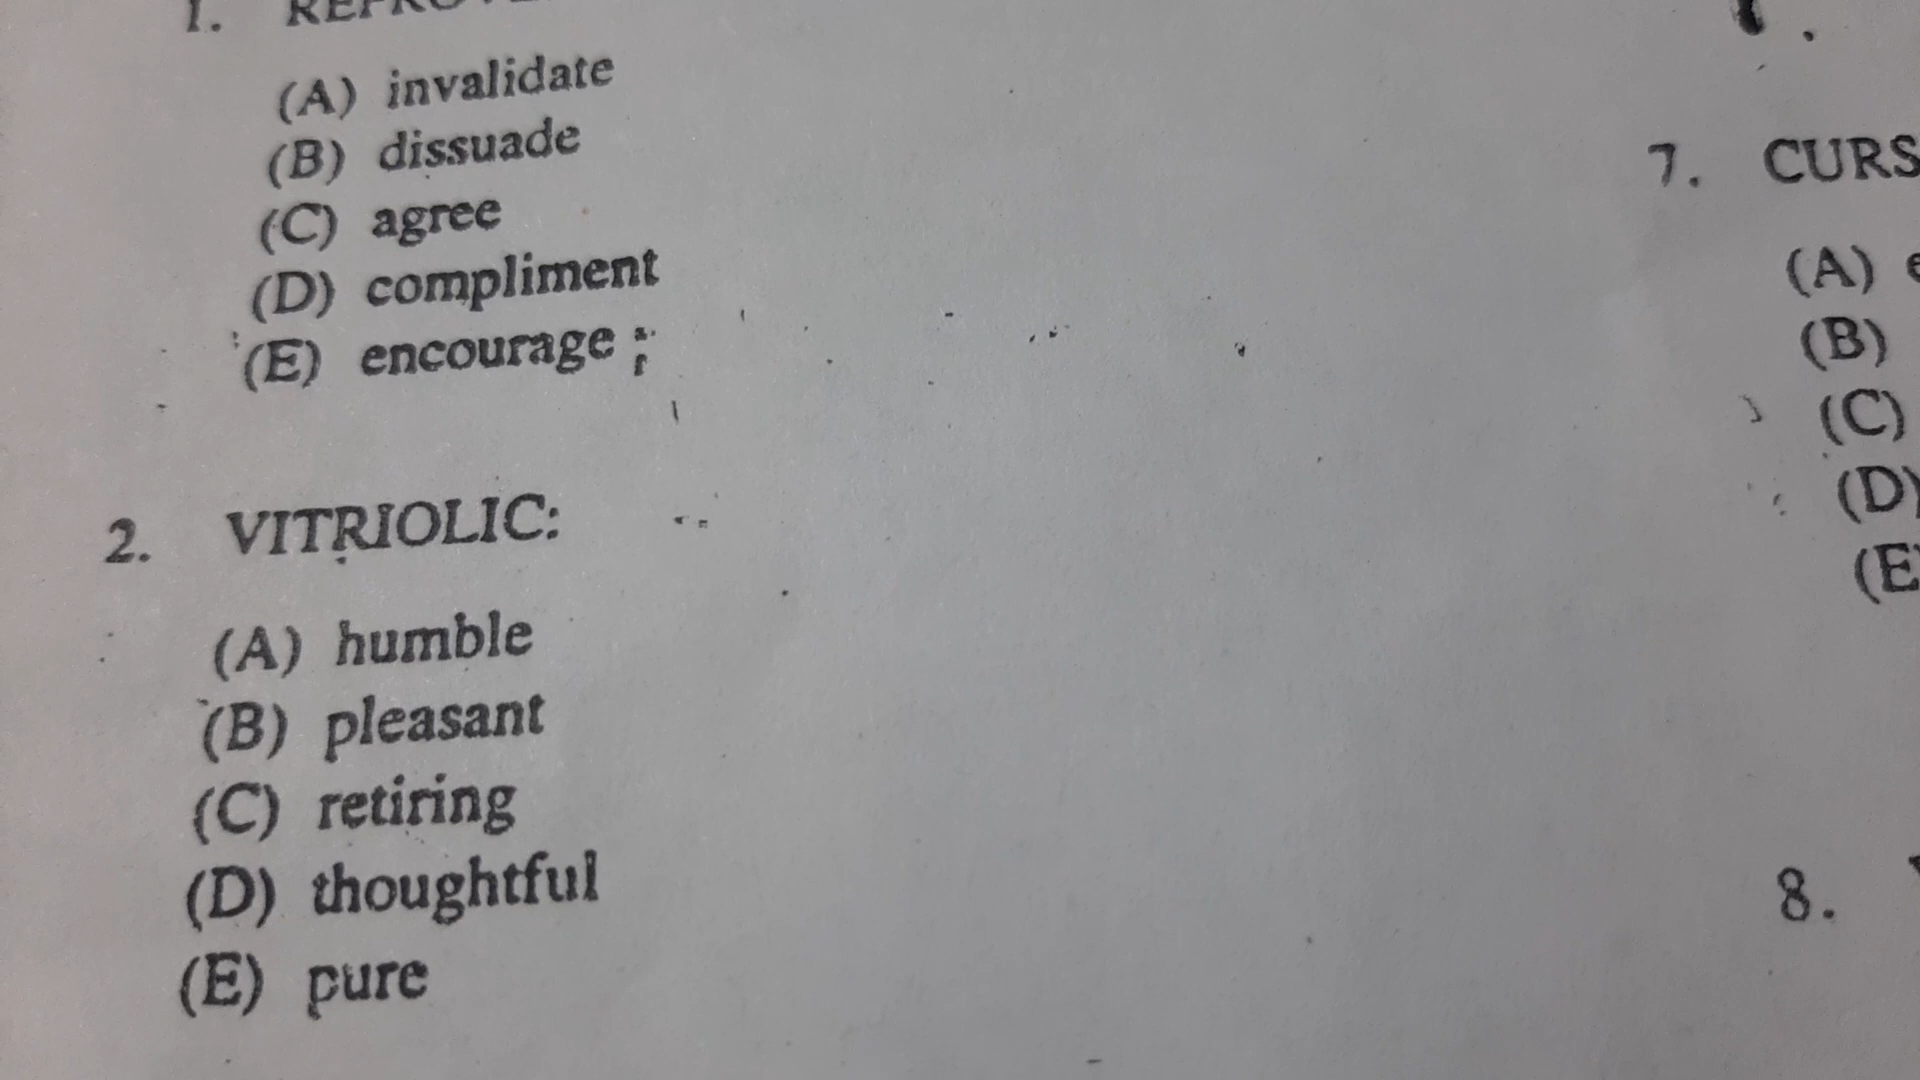 1.
(A) invalidate
(B) dissuade
(C) agree
(D) compliment
(E) encourage
2. VITRIOLIC:
(A) humble
(B) pleasant
(C) retiring
(D) thoughtful
(E) pure
7. CURS
(A)
(B)
(C)
(D)
(E
8.